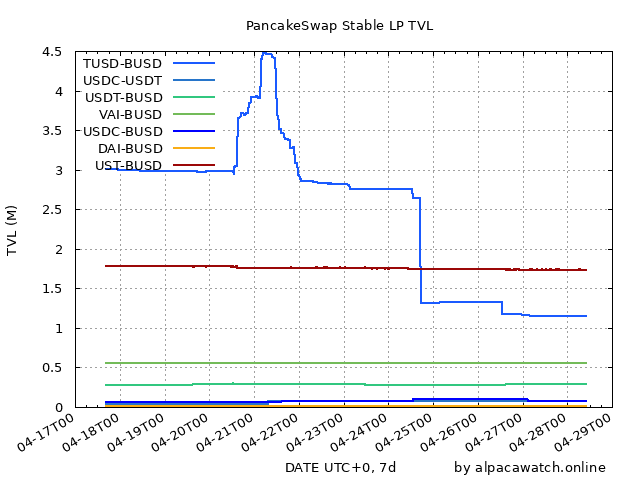 PancakeSwap Stable LP TVL
TUSD-BUSD
USDC-USDT
USDT-BUSD
VAI-BUSD
USDC-BUSD
DAI-BUSD
UST-BUSD
4.5
4
3.5
3
2.5
2
1.5
1
0.5
0
TVL (M)
04-17T00
04-18T00
04-19T00
04-20T00
04-21T00
04-22T00
04-23T00
04-24T00
04-25T00
04-26T00
04-27T00
04-28T00
04-29T00
DATE UTC+0, 7d
by alpacawatch.online